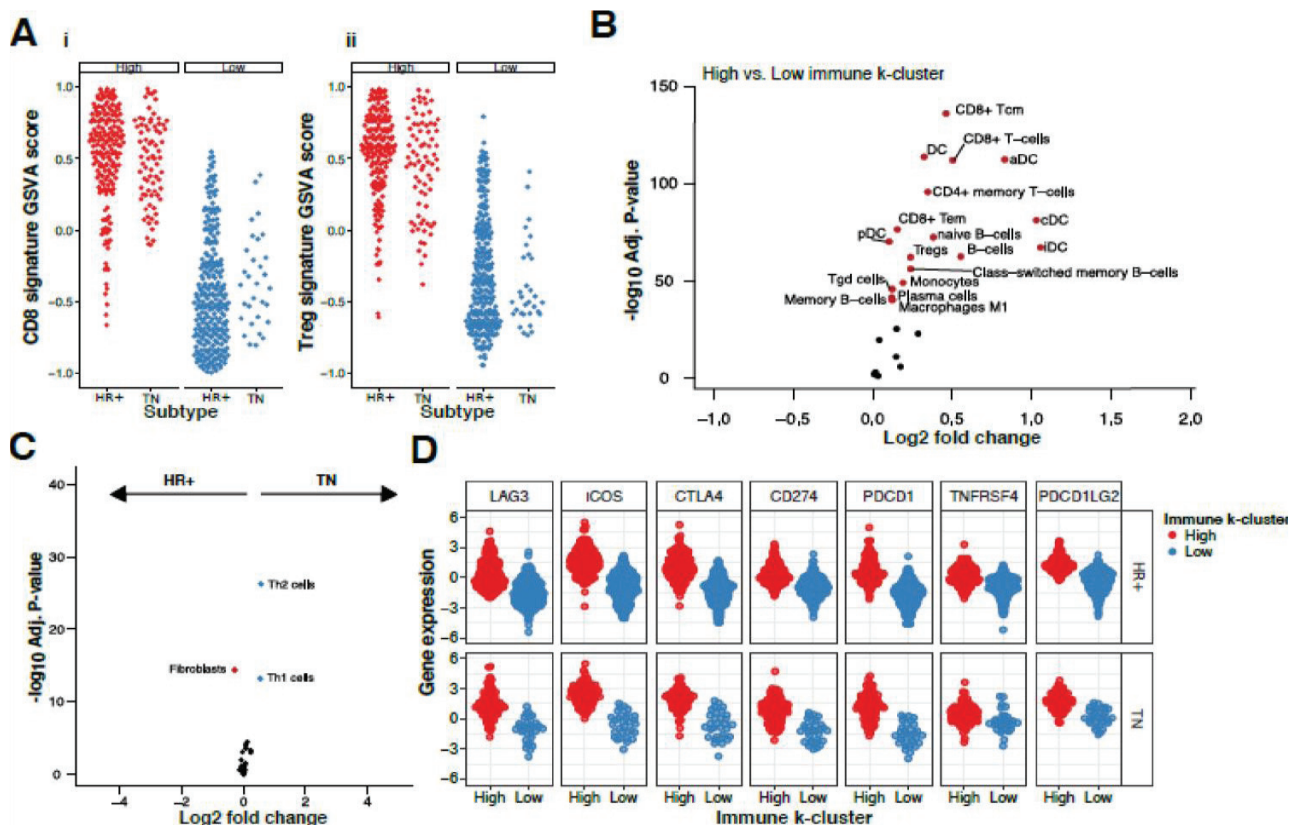 A
i
High
Low
CD8 signature GSVA score
1.0
0.5
0.0
-0.5
-1.0
HR+
TN
HR+
TN
Subtype
ii
High
Low
Treg signature GSVA score
1.0
0.5
0.0
-0.5
-1.0
HR+
TN
HR+
TN
Subtype
B
High vs. Low immune k-cluster
-log10 Adj. P-value
150
100
50
0
CD8+ Tcm
DC
CD8+ T-cells
aDC
CD4+ memory T-cells
CD8+ Tem
cDC
pDC
naive B-cells
Tregs
B-cells
iDC
Class-switched memory B-cells
Tgd cells
Monocytes
Memory B-cells
Plasma cells
Macrophages M1
-1.0
-0.5
0.0
0.5
1.0
1.5
2.0
Log2 fold change
C
HR+
TN
-log10 Adj. P-value
40
30
20
10
0
Th2 cells
Fibroblasts
Th1 cells
-4
-2
0
2
4
Log2 fold change
D
LAG3
ICOS
CTLA4
CD274
PDCD1
TNFRSF4
PDCD1LG2
Gene expression
6
3
0
-3
-6
HR+
6
3
0
-3
-6
TN
High Low
High Low
High Low
High Low
High Low
High Low
High Low
Immune k-cluster
Immune k-cluster
High
Low